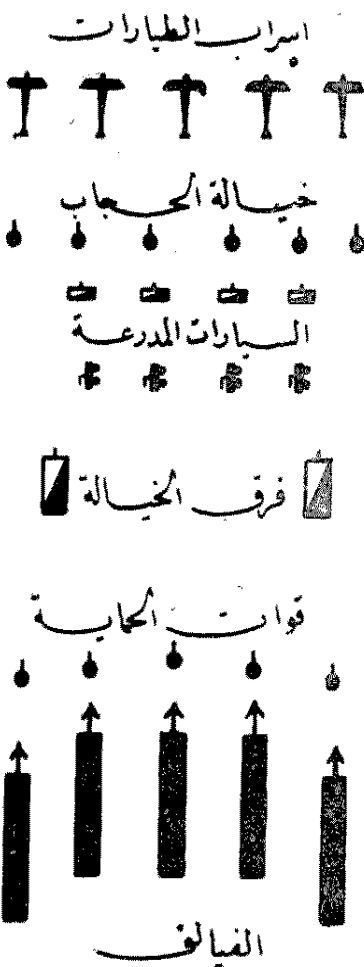 اسراب الطيارات
خيالة الحجاب
السيارات المدرعة
فرق الخيالة
قوات الحماية
الفيالق